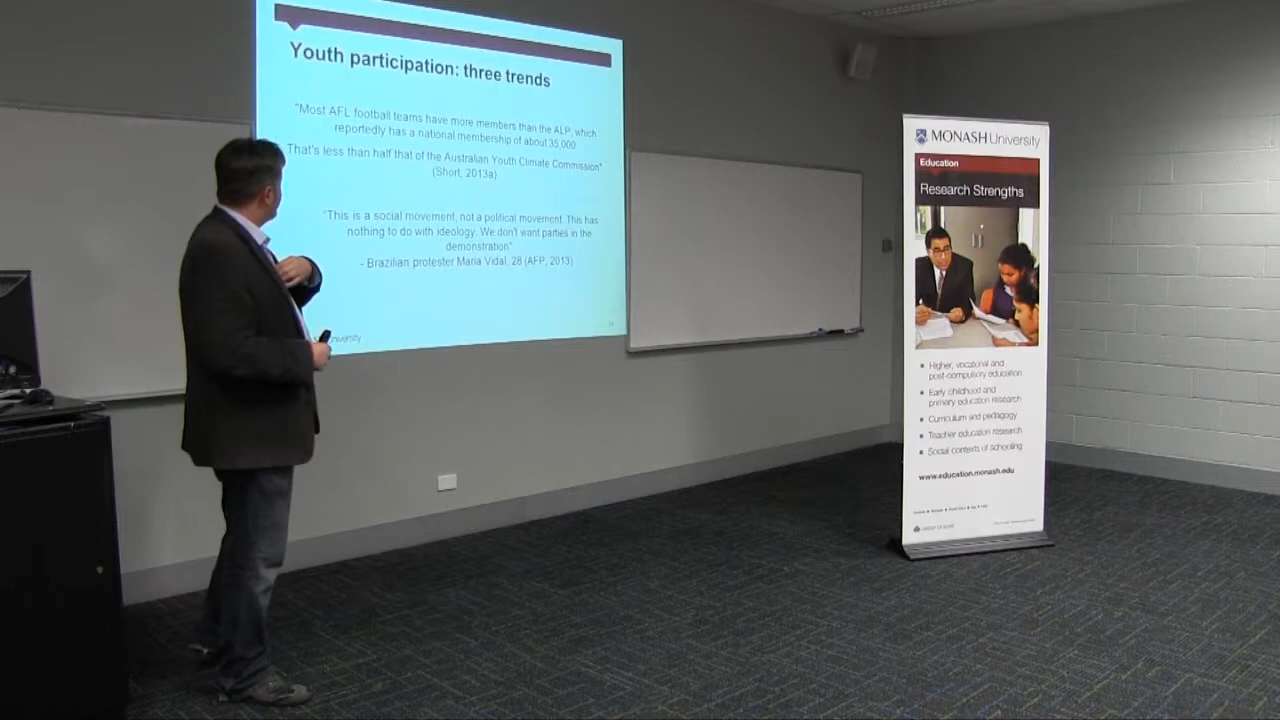 Youth participation: three trends
"Most AFL football teams have more members than the ALP, which
reportedly has a national membership of about 35,000
That's less than half that of the Australian Youth Climate Commission"
(Short, 2013a)
"This is a social movement, not a political movement. This has
nothing to do with ideology. We don't want parties in the
demonstration"
- Brazilian protester Maria Vidal, 28 (AFP, 2013)
University
MONASH University
Education
Research Strengths
Higher, vocational and
post-compulsory education
Early childhood and
primary education research
Curriculum and pedagogy
Teacher education research
Social contexts of schooling
www.education.monash.edu
GROUP OF EIGHT